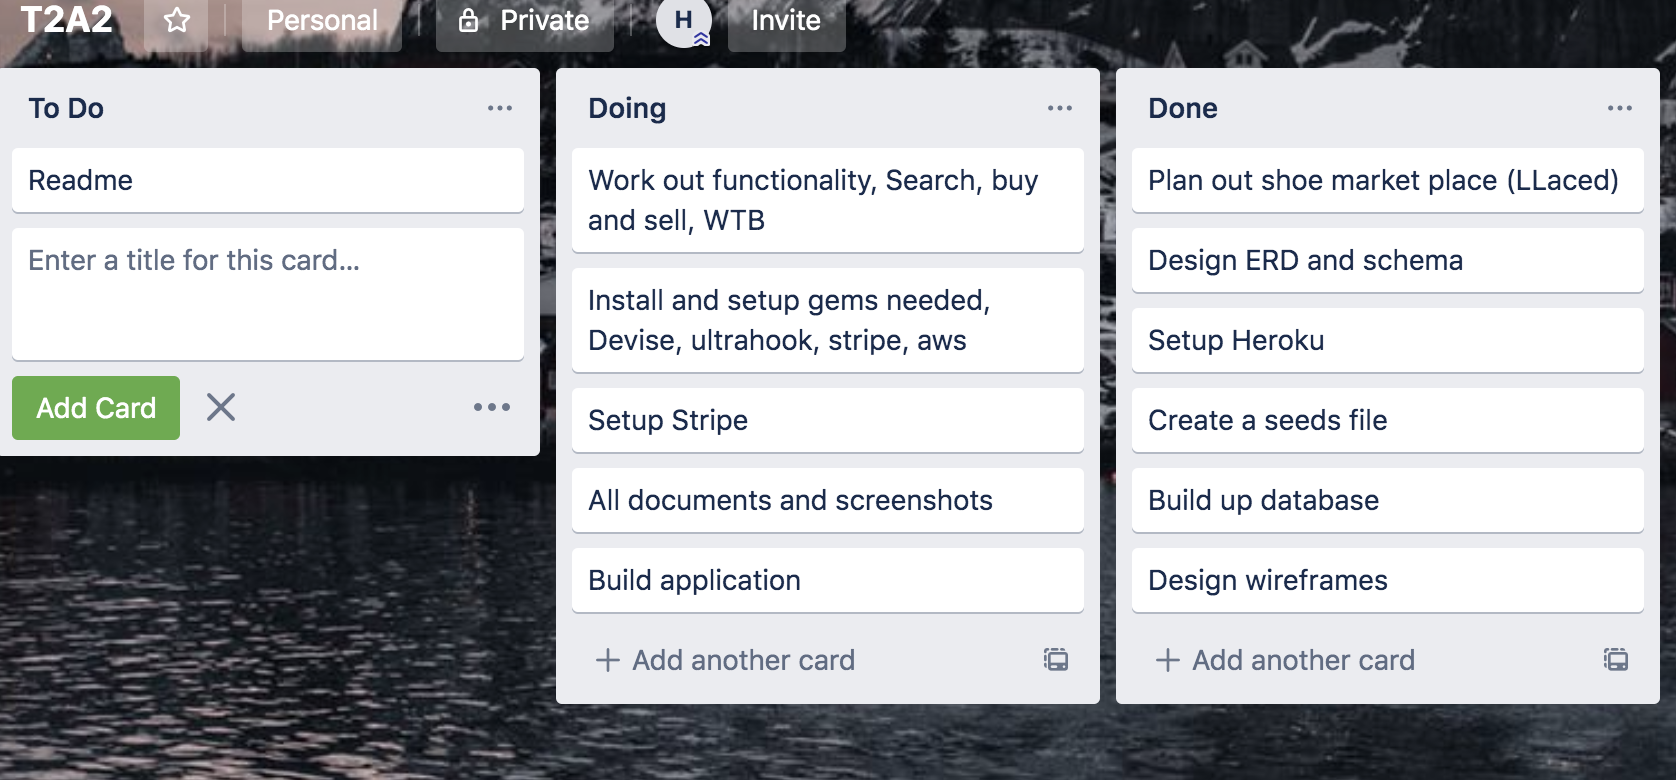 T2A2
Personal
Private
H
Invite
To Do
Readme
Enter a title for this card...
Add Card
Doing
Work out functionality, Search, buy
and sell, WTB
Install and setup gems needed,
Devise, ultrahook, stripe, aws
Setup Stripe
All documents and screenshots
Build application
Add another card
Done
Plan out shoe market place (LLaced)
Design ERD and schema
Setup Heroku
Create a seeds file
Build up database
Design wireframes
Add another card